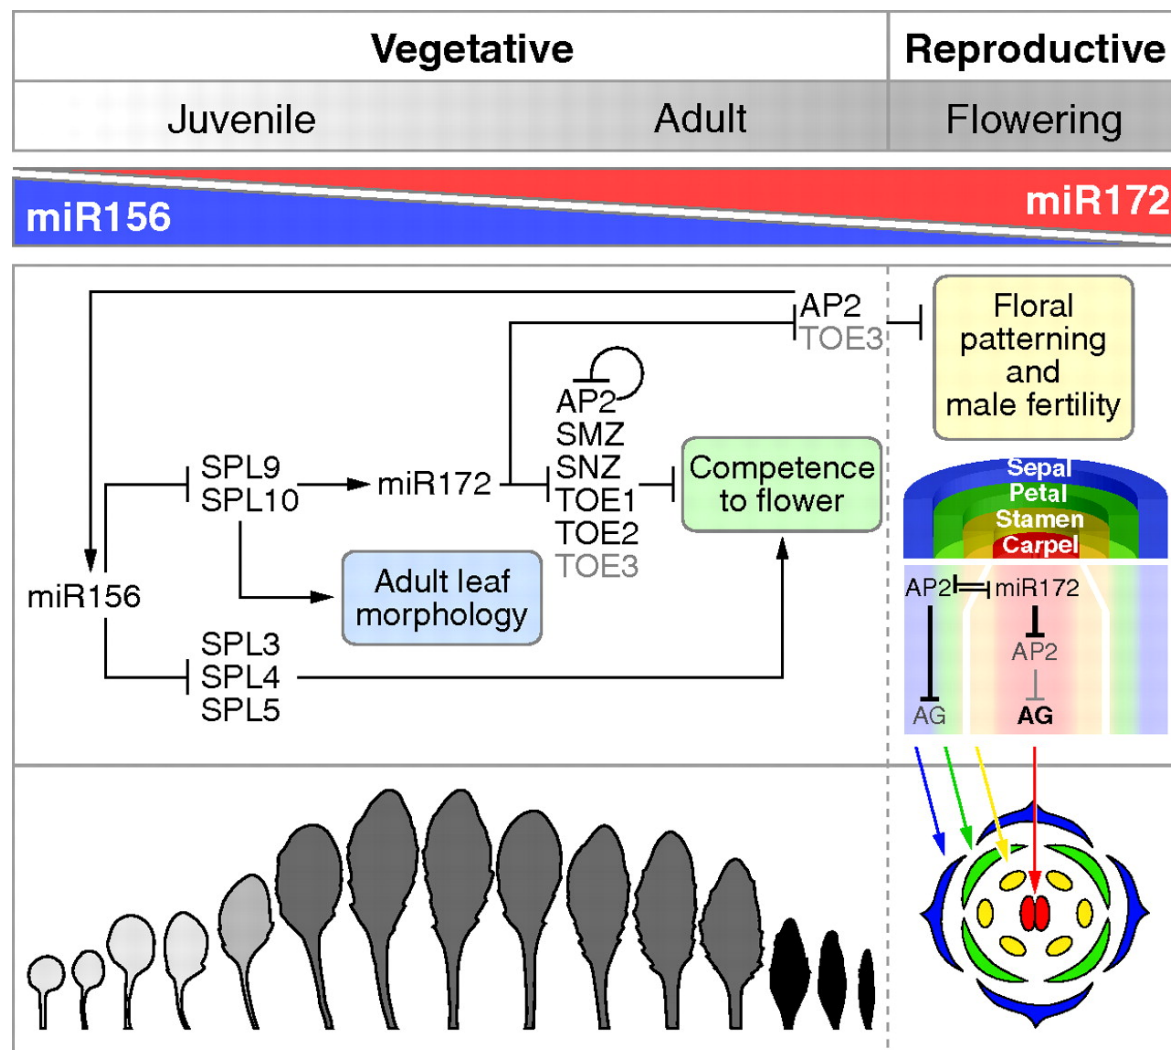 Vegetative
Reproductive
Juvenile
Adult
Flowering
miR156
miR172
AP2
TOE3
Floral
patterning
and
male fertility
AP2
SMZ
SNZ
TOE1
TOE2
TOE3
SPL9
SPL10
miR172
Competence
to flower
miR156
Adult leaf
morphology
SPL3
SPL4
SPL5
Sepal
Petal
Stamen
Carpel
AP2
miR172
AP2
AG
AG